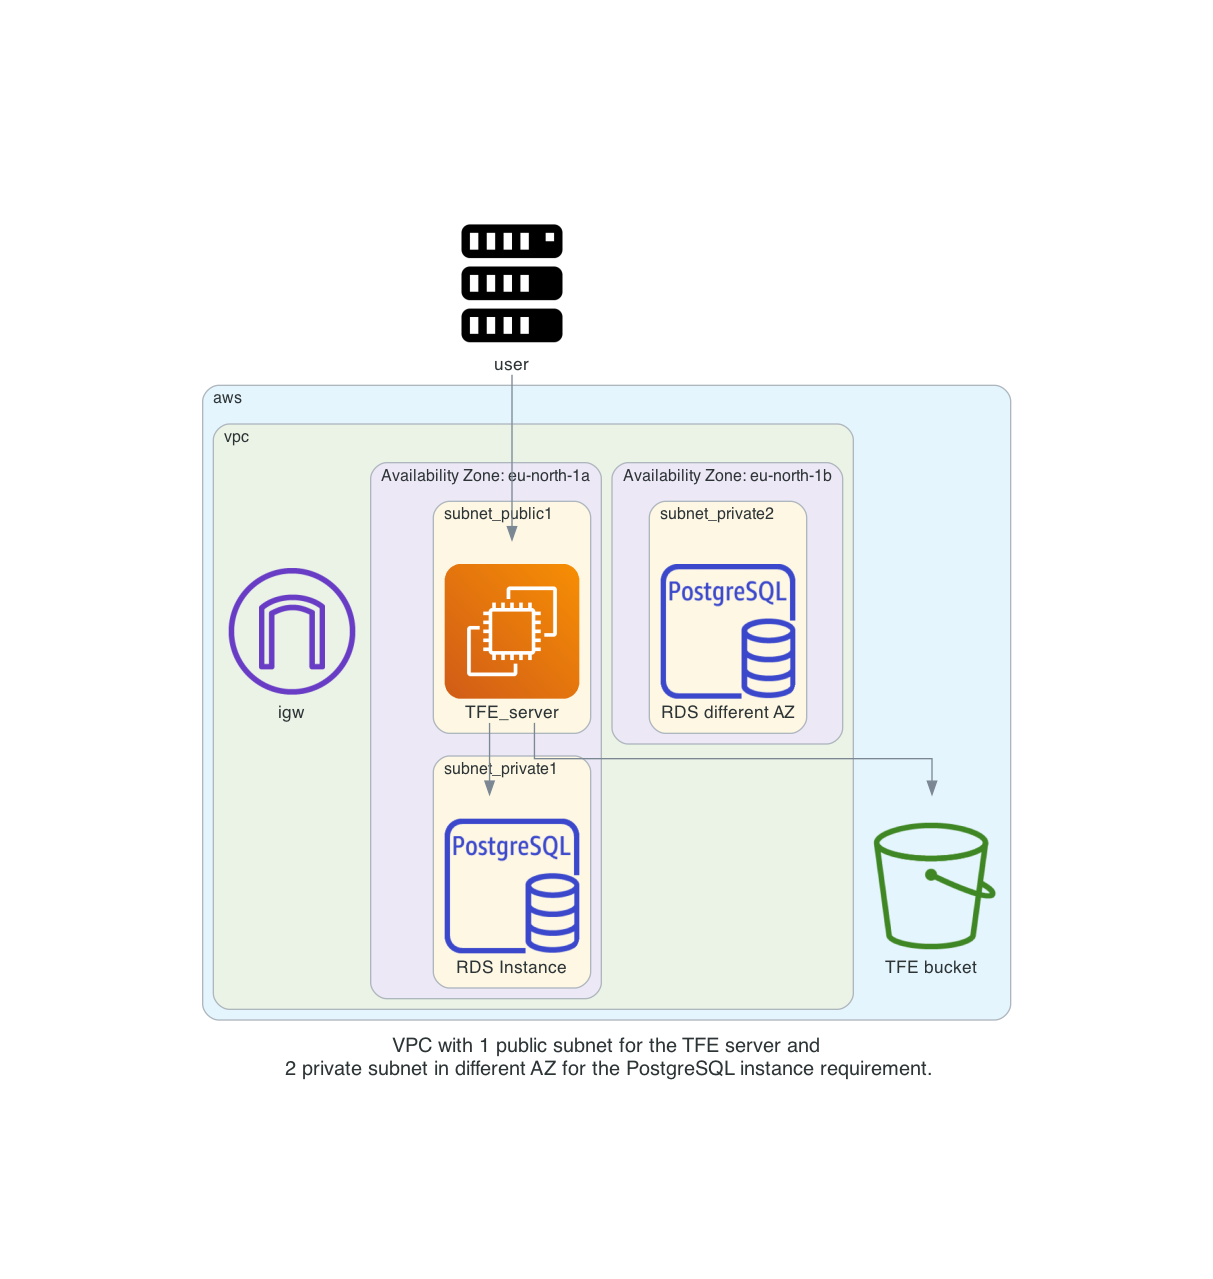 user
aws
vpc
Availability Zone: eu-north-1a
Availability Zone: eu-north-1b
subnet_public1
subnet_private2
PostgreSQL
igw
TFE_server
RDS different AZ
subnet_private1
PostgreSQL
RDS Instance
TFE bucket
VPC with 1 public subnet for the TFE server and
2 private subnet in different AZ for the PostgreSQL instance requirement.